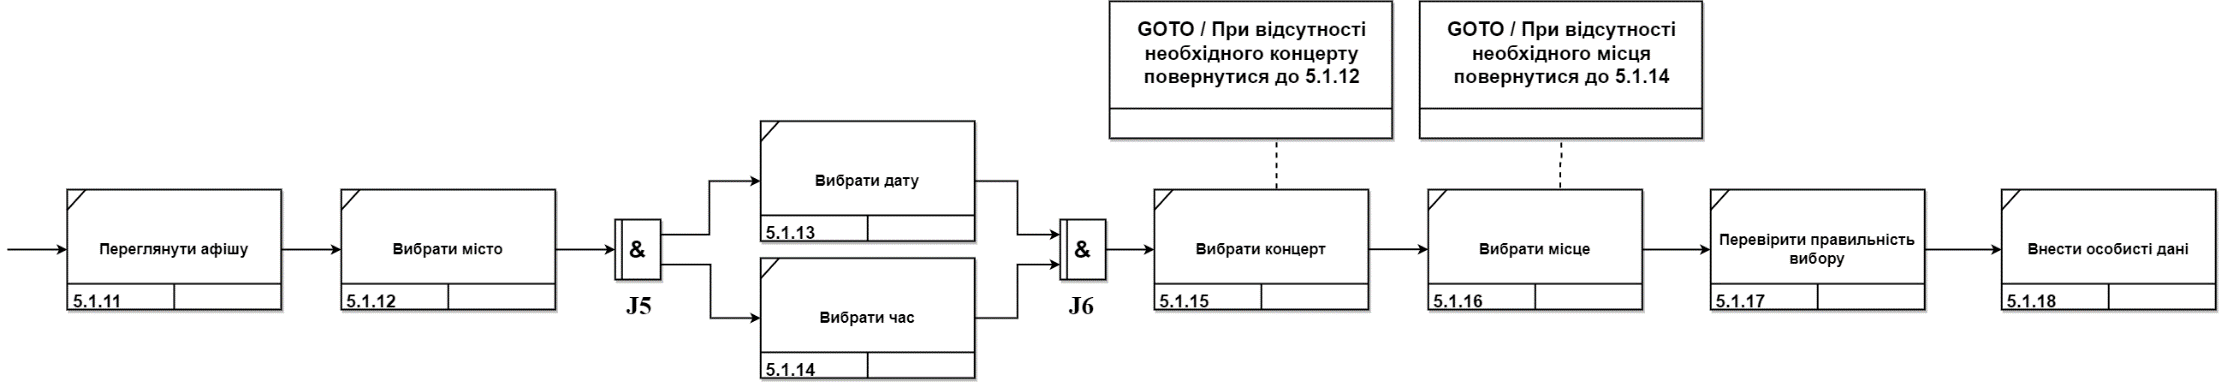 GOTO / При відсутності
необхідного концерту
повернутися до 5.1.12
GOTO / При відсутності
необхідного місця
повернутися до 5.1.14
Переглянути афішу
5.1.11
Вибрати місто
5.1.12
&
J5
Вибрати дату
5.1.13
Вибрати час
5.1.14
&
J6
Вибрати концерт
5.1.15
Вибрати місце
5.1.16
Перевірити правильність
вибору
5.1.17
Внести особисті дані
5.1.18